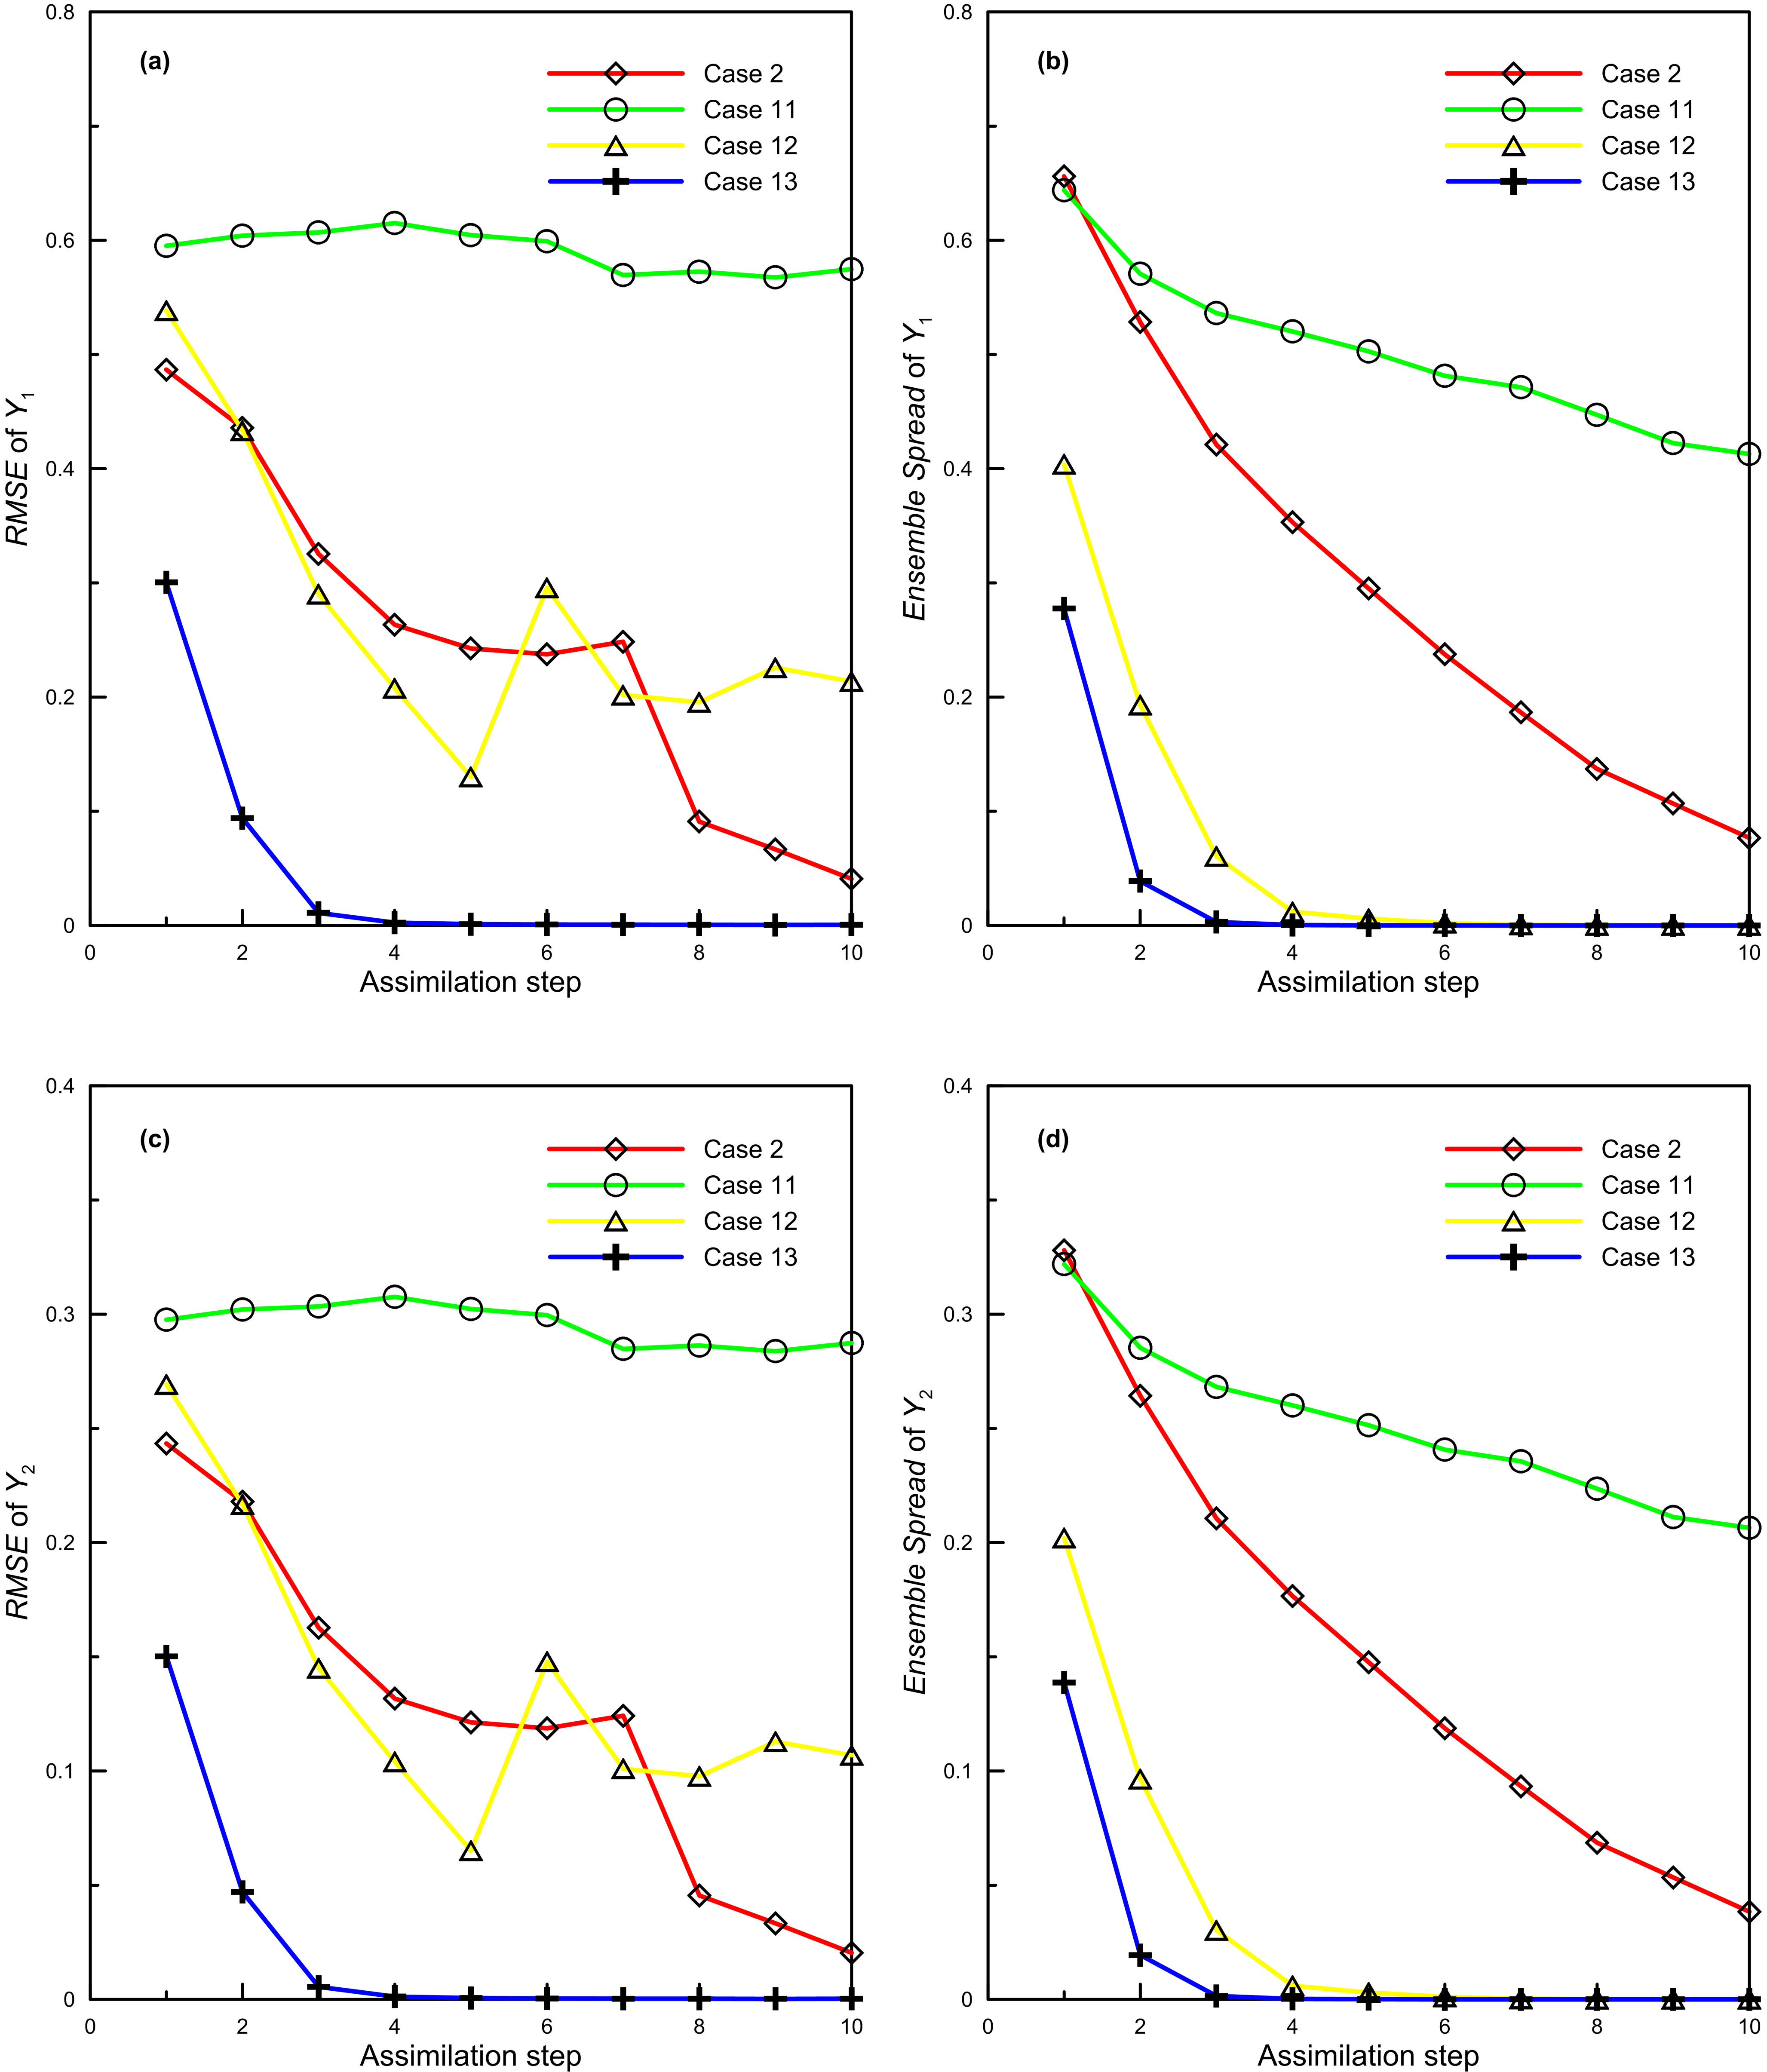 (a)
Case 2
Case 11
Case 12
Case 13
0.8
0.6
0.4
0.2
0
RMSE of Y1
0 2 4 6 8 10
Assimilation step
(b)
Case 2
Case 11
Case 12
Case 13
0.8
0.6
0.4
0.2
0
Ensemble Spread of Y1
0 2 4 6 8 10
Assimilation step
(c)
Case 2
Case 11
Case 12
Case 13
0.4
0.3
0.2
0.1
0
RMSE of Y2
0 2 4 6 8 10
Assimilation step
(d)
Case 2
Case 11
Case 12
Case 13
0.4
0.3
0.2
0.1
0
Ensemble Spread of Y2
0 2 4 6 8 10
Assimilation step